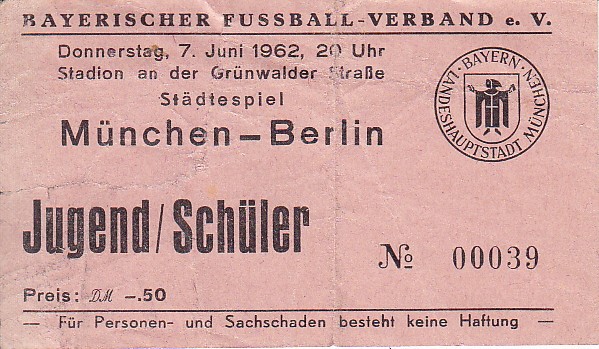 BAYERISCHER FUSSBALL-VERBAND e. V.
Donnerstag, 7. Juni 1962, 20 Uhr
Stadion an der Grünwalder Straße
Städtespiel
München – Berlin
· BAYERN · LANDESHAUPTSTADT MÜNCHEN
Jugend / Schüler
№ 00039
Preis: DM –.50
— Für Personen- und Sachschaden besteht keine Haftung —